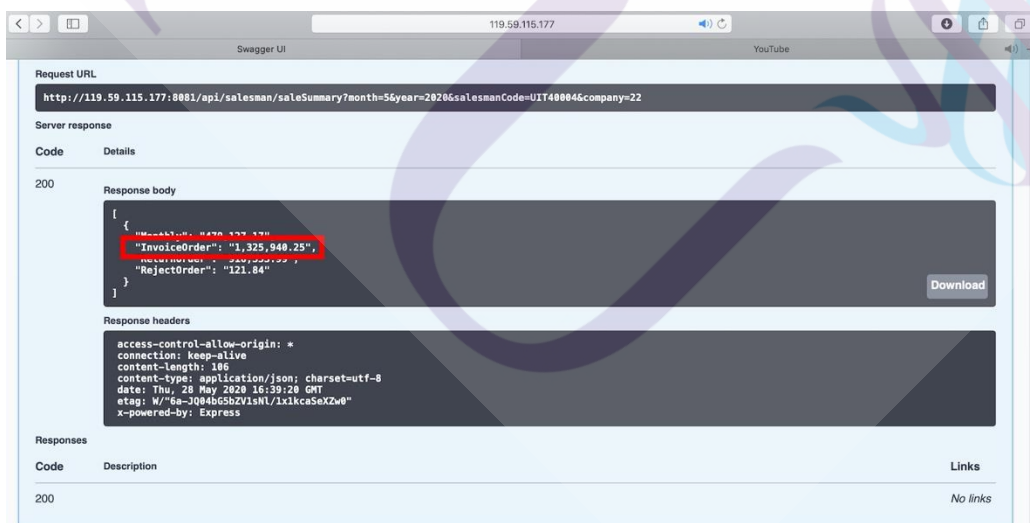 119.59.115.177
Swagger UI
YouTube
Request URL
http://119.59.115.177:8081/api/salesman/saleSummary?month=5&year=2020&salesmanCode=UIT40004&company=22
Server response
Code Details
200
Response body
[
{
"Monthly":
"InvoiceOrder": "1,325,940.25",
"RejectOrder": "121.84"
}
]
Download
Response headers
access-control-allow-origin: *
connection: keep-alive
content-length: 106
content-type: application/json; charset=utf-8
date: Thu, 28 May 2020 16:39:20 GMT
etag: W/"6a-JQ04bG5bZV1sNl/1x1kcaSeXZw0"
x-powered-by: Express
Responses
Code Description Links
200 No links